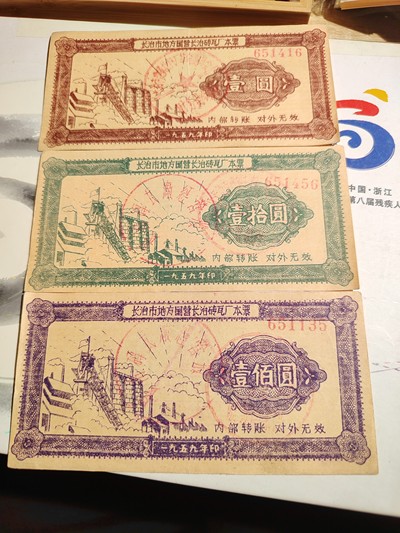 长治市地方国营长治砖瓦厂本票
651416
壹圆
内部转账 对外无效
一九五九年印
长治市地方国营长治砖瓦厂本票
651456
壹拾圆
内部转账 对外无效
一九五九年印
长治市地方国营长治砖瓦厂本票
651135
壹佰圆
内部转账 对外无效
一九五九年印
中国·浙江
第八届残疾人